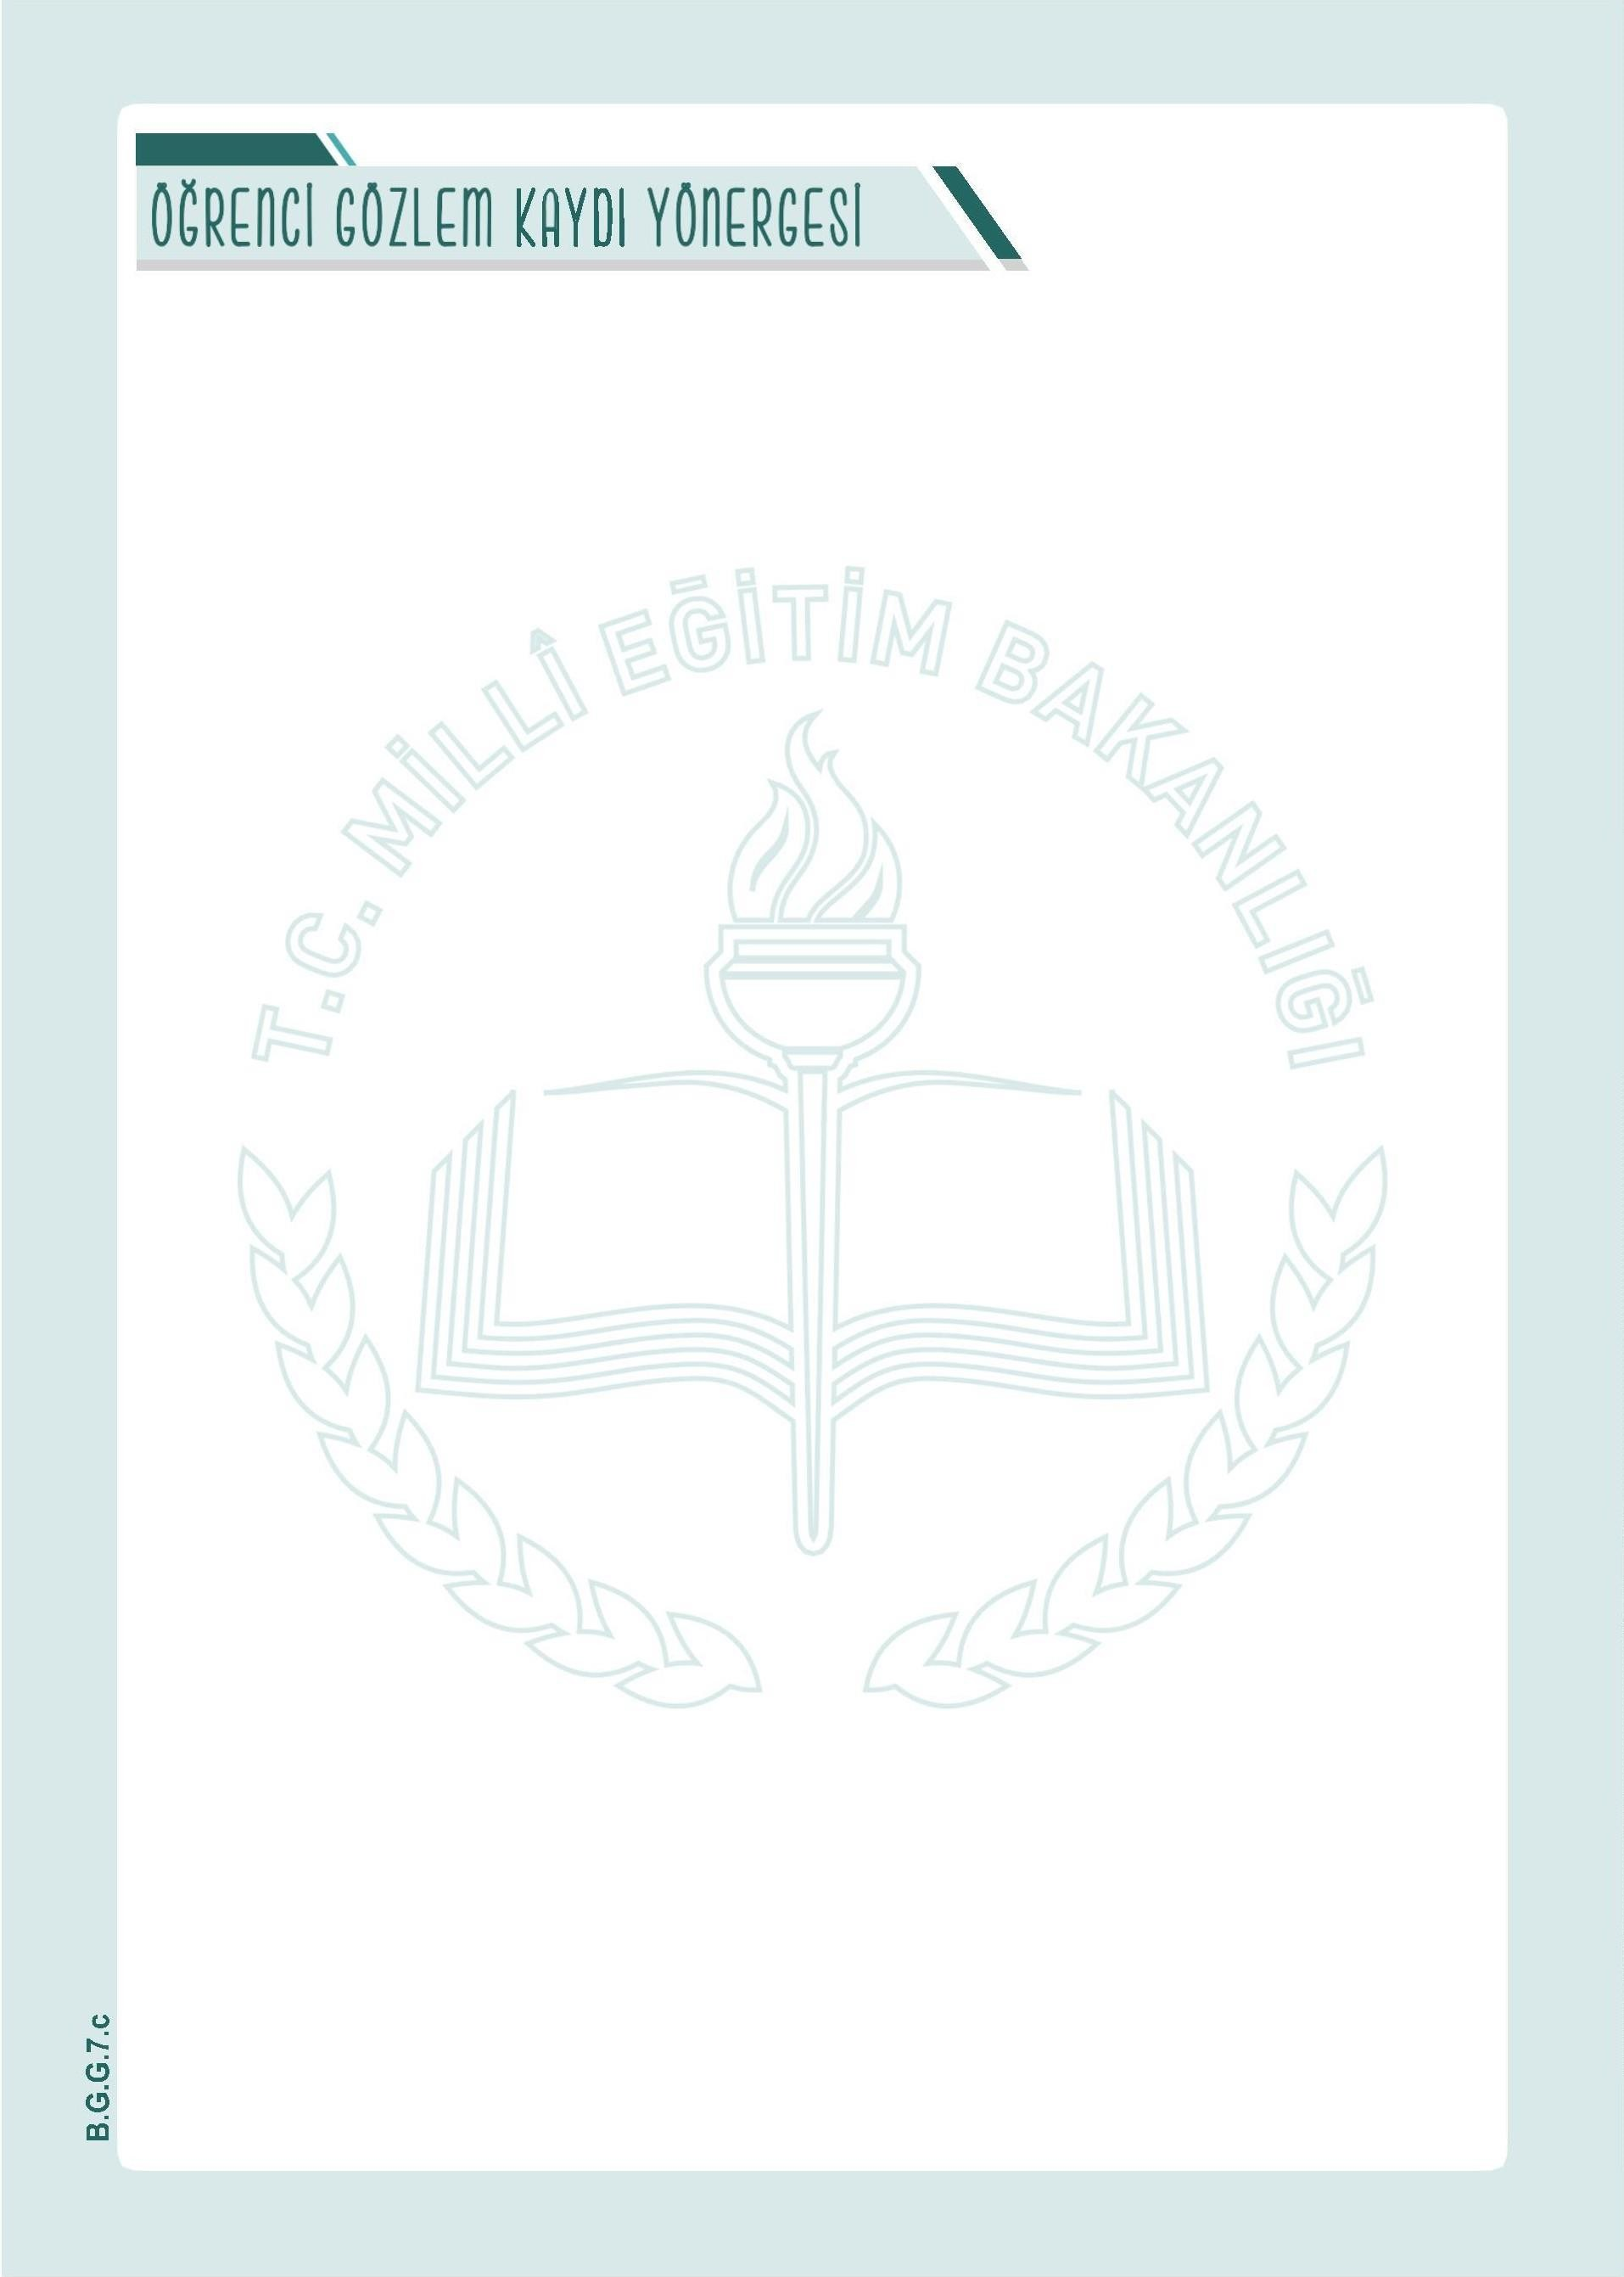 ÖĞRENCİ GÖZLEM KAYDI YÖNERGESİ
T.C. MİLLÎ EĞİTİM BAKANLIĞI
B.G.G.7.c